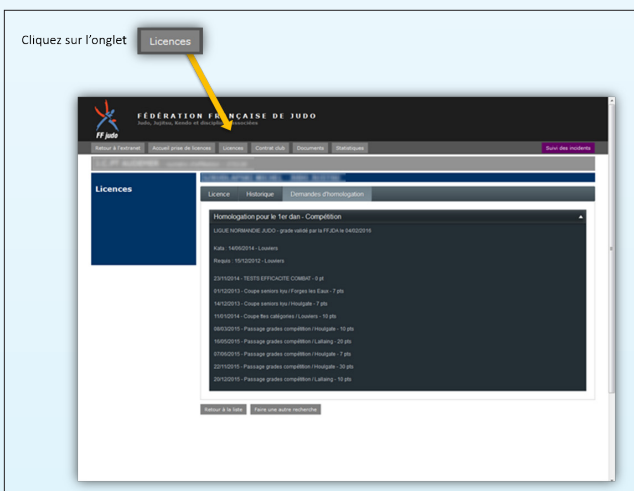 Cliquez sur l'onglet Licences
FÉDÉRATION FRANÇAISE DE JUDO
Judo, Jujitsu, Kendo et disciplines associées
FF judo
Retour à l'extranet Accueil prise de licences Licences Contrat club Documents Statistiques Suivi des incidents
Licences
Licence Historique Demandes d'homologation
Homologation pour le 1er dan - Compétition
LIGUE NORMANDIE JUDO - grade validé par la FFJDA le 04/02/2016
Kata : 14/06/2014 - Louviers
Requis : 15/12/2012 - Louviers
23/11/2014 - TESTS EFFICACITE COMBAT - 0 pt
01/12/2013 - Coupe seniors kyu / Forges les Eaux - 7 pts
14/12/2013 - Coupe seniors kyu / Houlgate - 7 pts
11/01/2014 - Coupe ttes catégories / Louviers - 10 pts
08/03/2015 - Passage grades compétition / Houlgate - 10 pts
16/05/2015 - Passage grades compétition / Lallaing - 20 pts
07/06/2015 - Passage grades compétition / Houlgate - 7 pts
22/11/2015 - Passage grades compétition / Houlgate - 30 pts
20/12/2015 - Passage grades compétition / Lallaing - 10 pts
Retour à la liste Faire une autre recherche